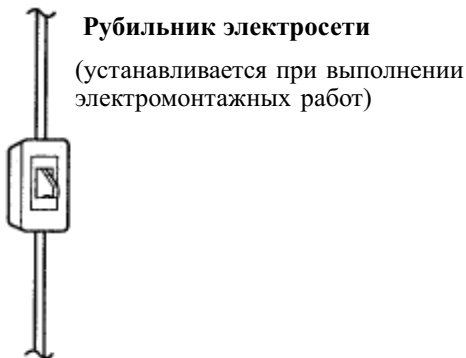 Рубильник электросети
(устанавливается при выполнении
электромонтажных работ)